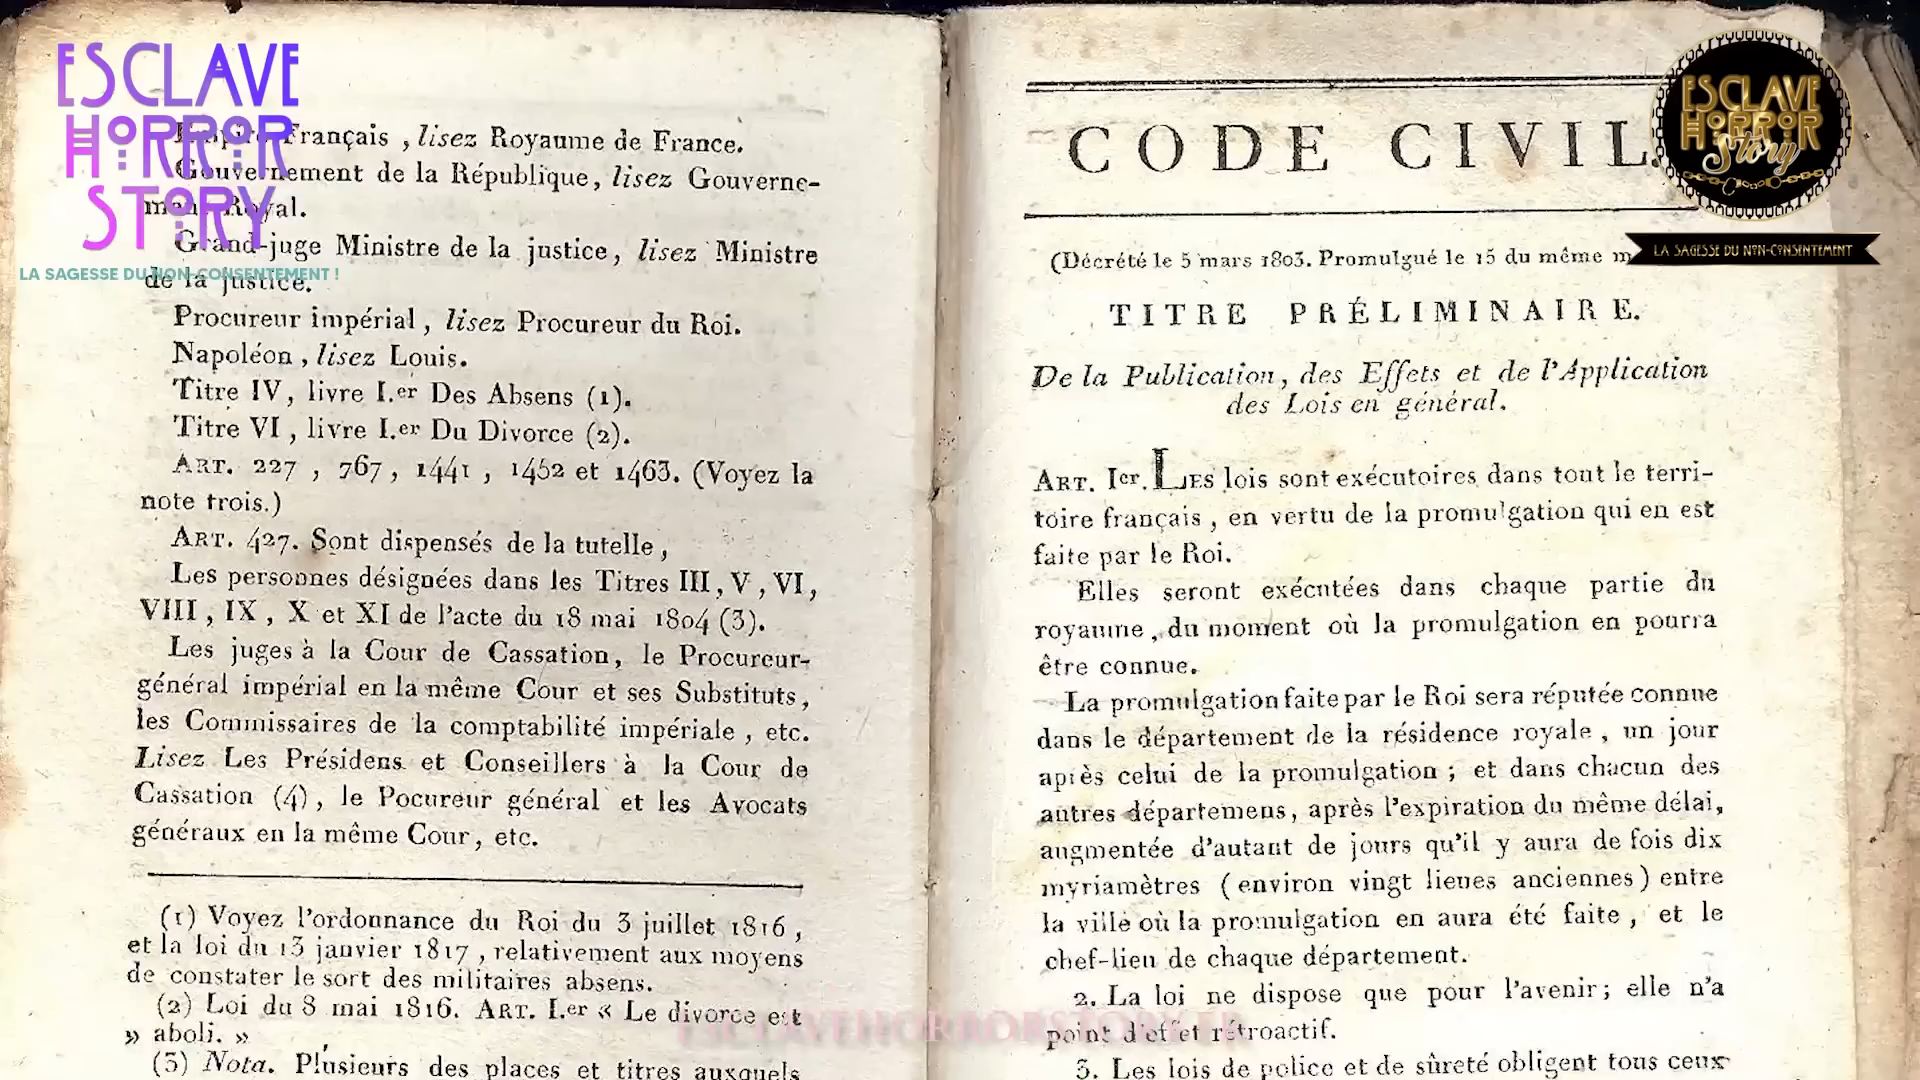 ESCLAVE
HORROR
STORY
LA SAGESSE DU NON-CONSENTEMENT !
Empire Français , lisez Royaume de France.
Gouvernement de la République, lisez Gouverne-
ment Royal.
Grand-juge Ministre de la justice, lisez Ministre
de la justice.
Procureur impérial , lisez Procureur du Roi.
Napoléon , lisez Louis.
Titre IV, livre I.er Des Absens (1).
Titre VI , livre I.er Du Divorce (2).
ART. 227 , 767 , 1441 , 1452 et 1463. (Voyez la
note trois.)
ART. 427. Sont dispensés de la tutelle ,
Les personnes désignées dans les Titres III, V , VI,
VIII , IX , X et XI de l'acte du 18 mai 1804 (3).
Les juges à la Cour de Cassation, le Procureur-
général impérial en la même Cour et ses Substituts,
les Commissaires de la comptabilité impériale , etc.
Lisez Les Présidens et Conseillers à la Cour de
Cassation (4), le Pocureur général et les Avocats
généraux en la même Cour, etc.
(1) Voyez l'ordonnance du Roi du 3 juillet 1816 ,
et la loi du 13 janvier 1817 , relativement aux moyens
de constater le sort des militaires absens.
(2) Loi du 8 mai 1816. ART. I.er « Le divorce est
» aboli. »
(3) Nota. Plusieurs des places et titres auxquels
ESCLAVE
HORROR
Story
LA SAGESSE DU NON-CONSENTEMENT
CODE CIVIL.
(Décrété le 5 mars 1803. Promulgué le 15 du même
TITRE PRÉLIMINAIRE.
De la Publication, des Effets et de l'Application
des Lois en général.
ART. Ier. LES lois sont exécutoires dans tout le terri-
toire français , en vertu de la promulgation qui en est
faite par le Roi.
Elles seront exécutées dans chaque partie du
royaume, du moment où la promulgation en pourra
être connue.
La promulgation faite par le Roi sera réputée connue
dans le département de la résidence royale , un jour
après celui de la promulgation ; et dans chacun des
autres départemens, après l'expiration du même délai,
augmentée d'autant de jours qu'il y aura de fois dix
myriamètres ( environ vingt lieues anciennes) entre
la ville où la promulgation en aura été faite , et le
chef-lieu de chaque département.
2. La loi ne dispose que pour l'avenir; elle n'a
point d'effet rétroactif.
3. Les lois de police et de sûreté obligent tous ceux
ESCLAVEHORRORSTORY.FR